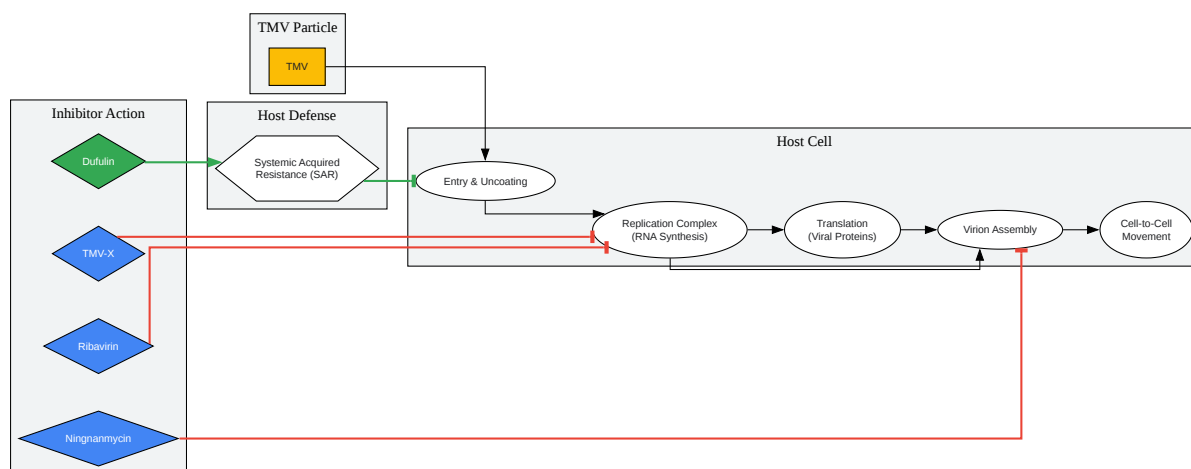 TMV Particle
TMV
Inhibitor Action
Host Defense
Host Cell
Dufulin
Systemic Acquired
Resistance (SAR)
Entry & Uncoating
TMV-X
Replication Complex
(RNA Synthesis)
Translation
(Viral Proteins)
Virion Assembly
Cell-to-Cell
Movement
Ribavirin
Ningnanmycin